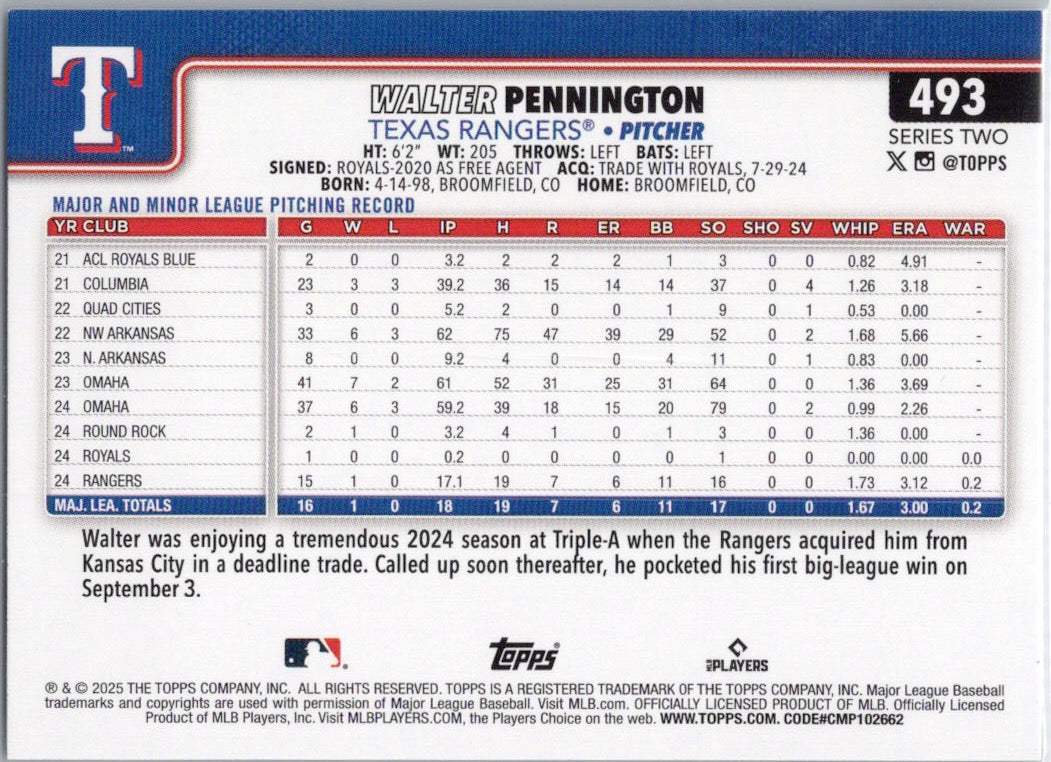 T
TM
WALTER PENNINGTON
493
TEXAS RANGERS® • PITCHER
SERIES TWO
HT: 6'2" WT: 205 THROWS: LEFT BATS: LEFT
@TOPPS
SIGNED: ROYALS-2020 AS FREE AGENT ACQ: TRADE WITH ROYALS, 7-29-24
BORN: 4-14-98, BROOMFIELD, CO HOME: BROOMFIELD, CO
MAJOR AND MINOR LEAGUE PITCHING RECORD
YR CLUB G W L IP H R ER BB SO SHO SV WHIP ERA WAR
21 ACL ROYALS BLUE 2 0 0 3.2 2 2 2 1 3 0 0 0.82 4.91 -
21 COLUMBIA 23 3 3 39.2 36 15 14 14 37 0 4 1.26 3.18 -
22 QUAD CITIES 3 0 0 5.2 2 0 0 1 9 0 1 0.53 0.00 -
22 NW ARKANSAS 33 6 3 62 75 47 39 29 52 0 2 1.68 5.66 -
23 N. ARKANSAS 8 0 0 9.2 4 0 0 4 11 0 1 0.83 0.00 -
23 OMAHA 41 7 2 61 52 31 25 31 64 0 0 1.36 3.69 -
24 OMAHA 37 6 3 59.2 39 18 15 20 79 0 2 0.99 2.26 -
24 ROUND ROCK 2 1 0 3.2 4 1 0 1 3 0 0 1.36 0.00 -
24 ROYALS 1 0 0 0.2 0 0 0 0 1 0 0 0.00 0.00 0.0
24 RANGERS 15 1 0 17.1 19 7 6 11 16 0 0 1.73 3.12 0.2
MAJ. LEA. TOTALS 16 1 0 18 19 7 6 11 17 0 0 1.67 3.00 0.2
Walter was enjoying a tremendous 2024 season at Triple-A when the Rangers acquired him from
Kansas City in a deadline trade. Called up soon thereafter, he pocketed his first big-league win on
September 3.
Topps®
MLB PLAYERS
® & © 2025 THE TOPPS COMPANY, INC. ALL RIGHTS RESERVED. TOPPS IS A REGISTERED TRADEMARK OF THE TOPPS COMPANY, INC. Major League Baseball
trademarks and copyrights are used with permission of Major League Baseball. Visit MLB.com. OFFICIALLY LICENSED PRODUCT OF MLB. Officially Licensed
Product of MLB Players, Inc. Visit MLBPLAYERS.COM, the Players Choice on the web. WWW.TOPPS.COM. CODE#CMP102662